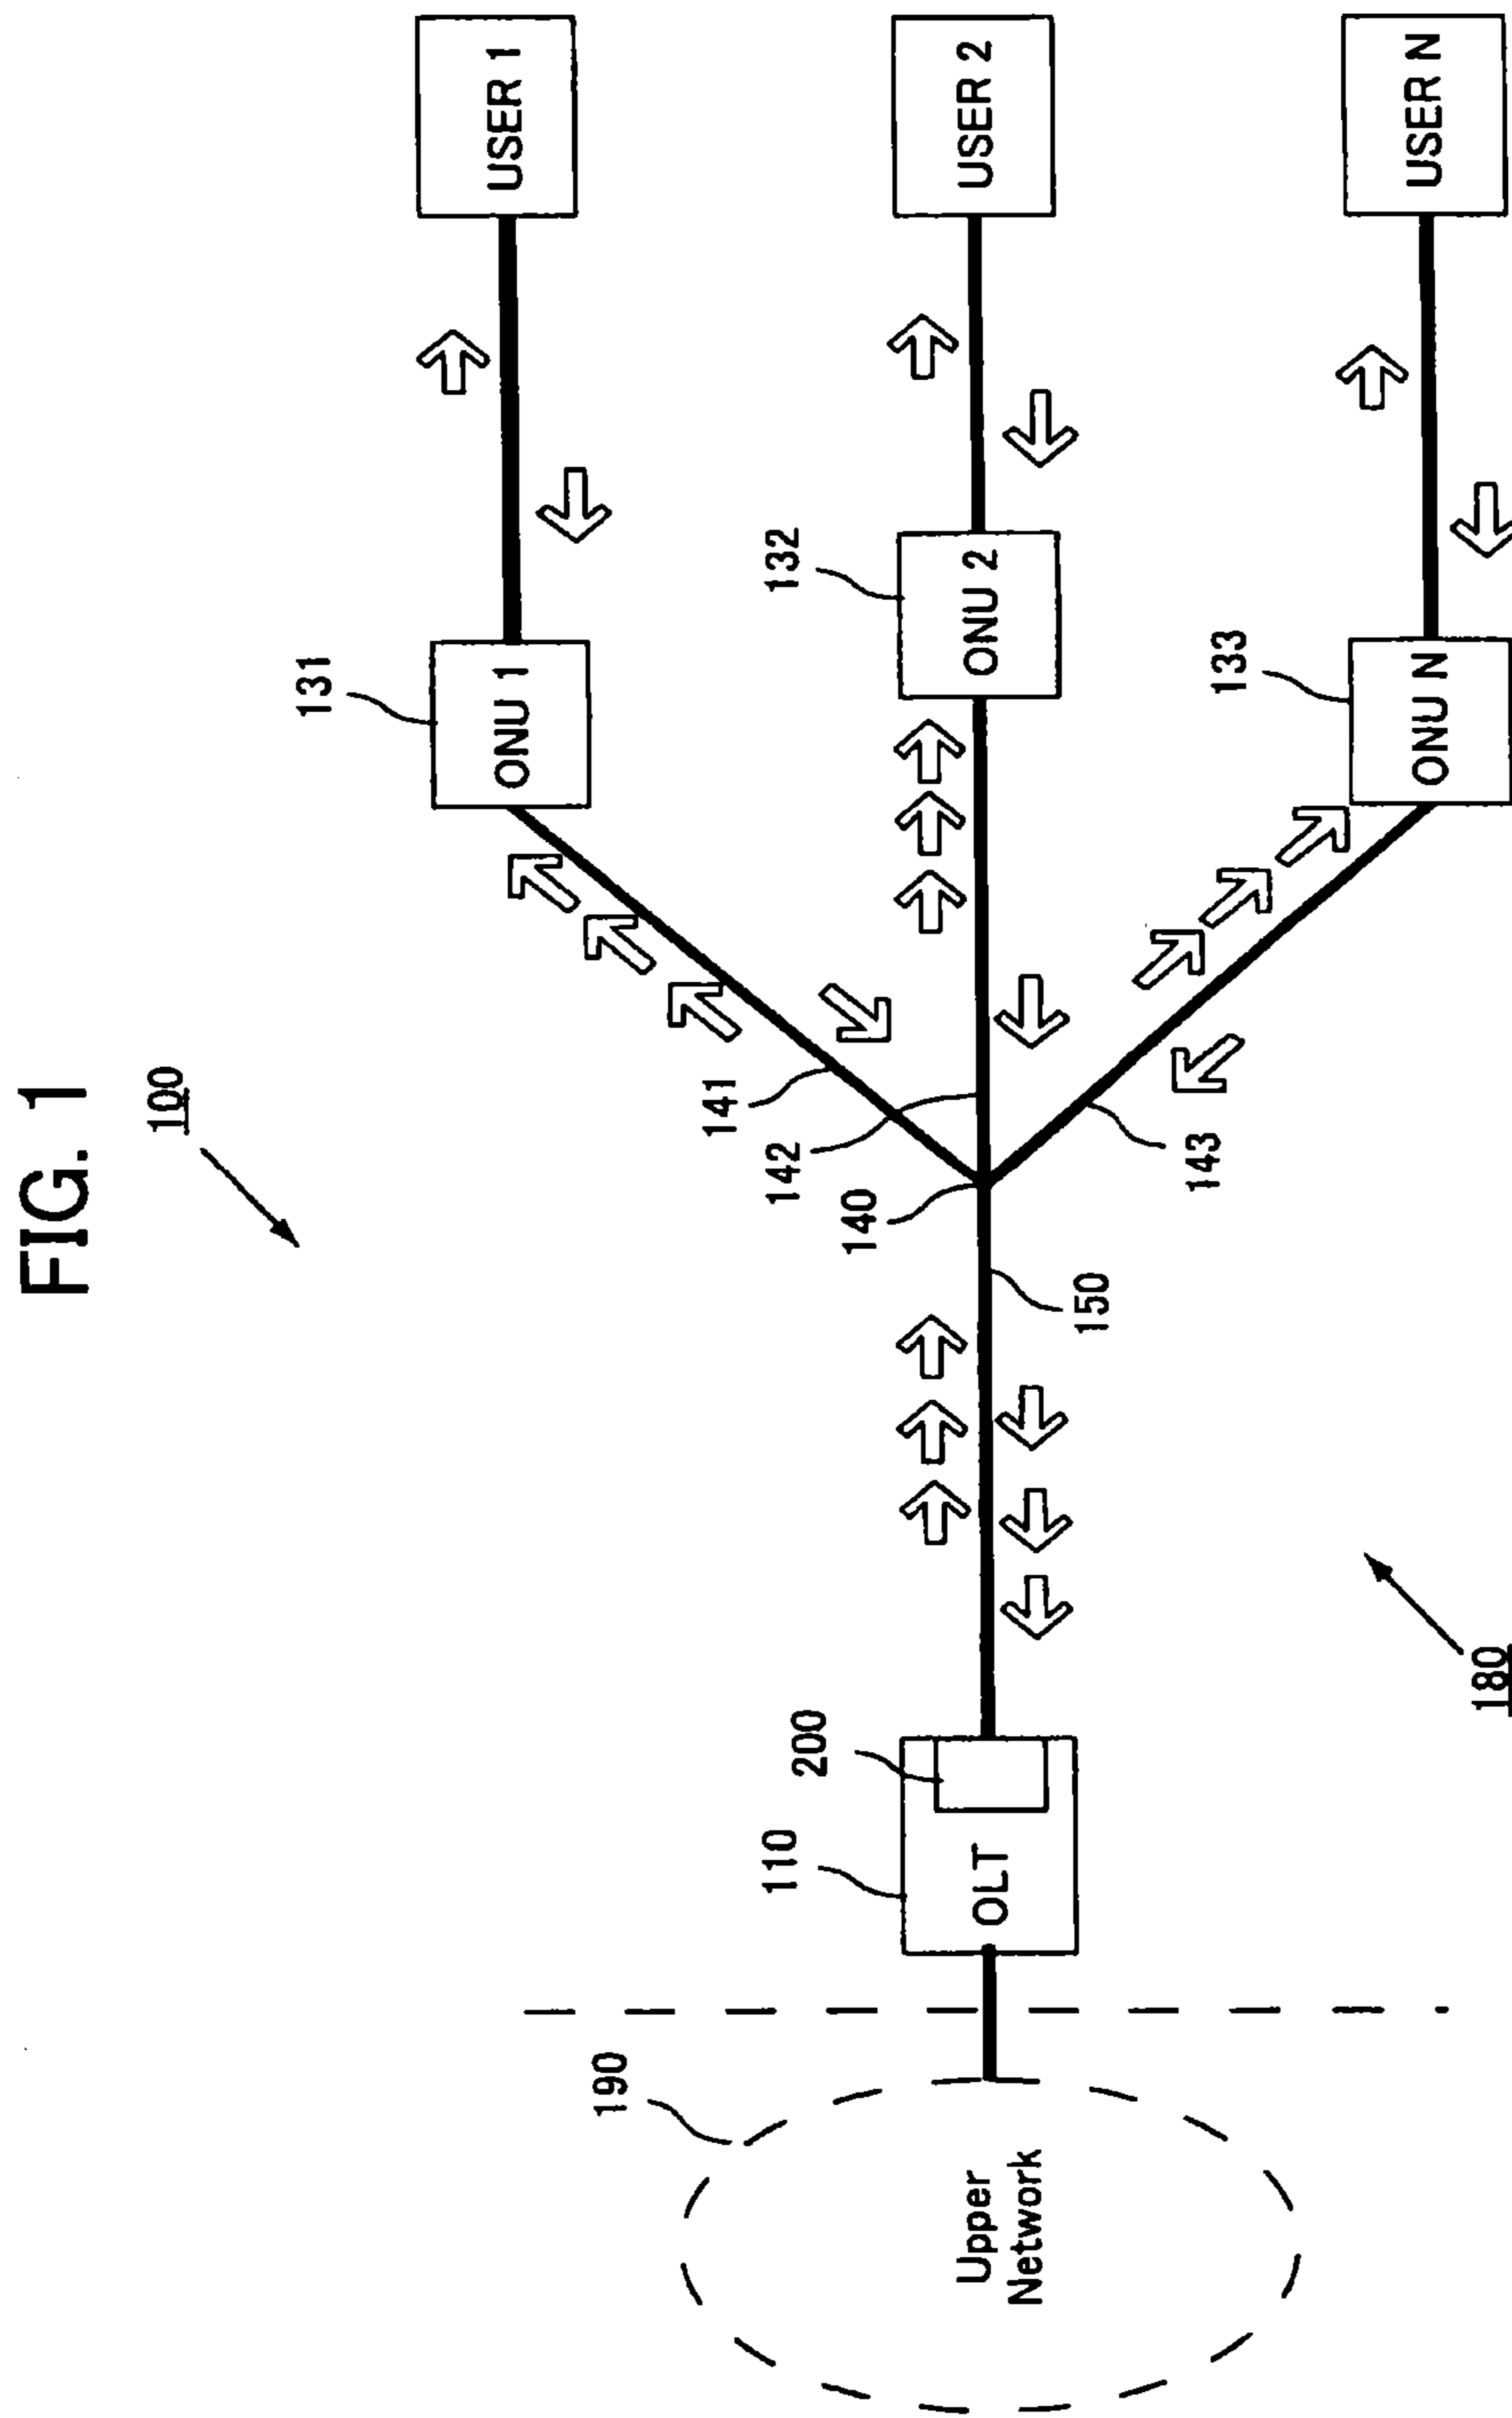 FIG. 1
100
131
ONU 1
USER 1
132
ONU 2
USER 2
133
ONU N
USER N
141
142
140
143
150
200
110
OLT
180
190
Upper
Network